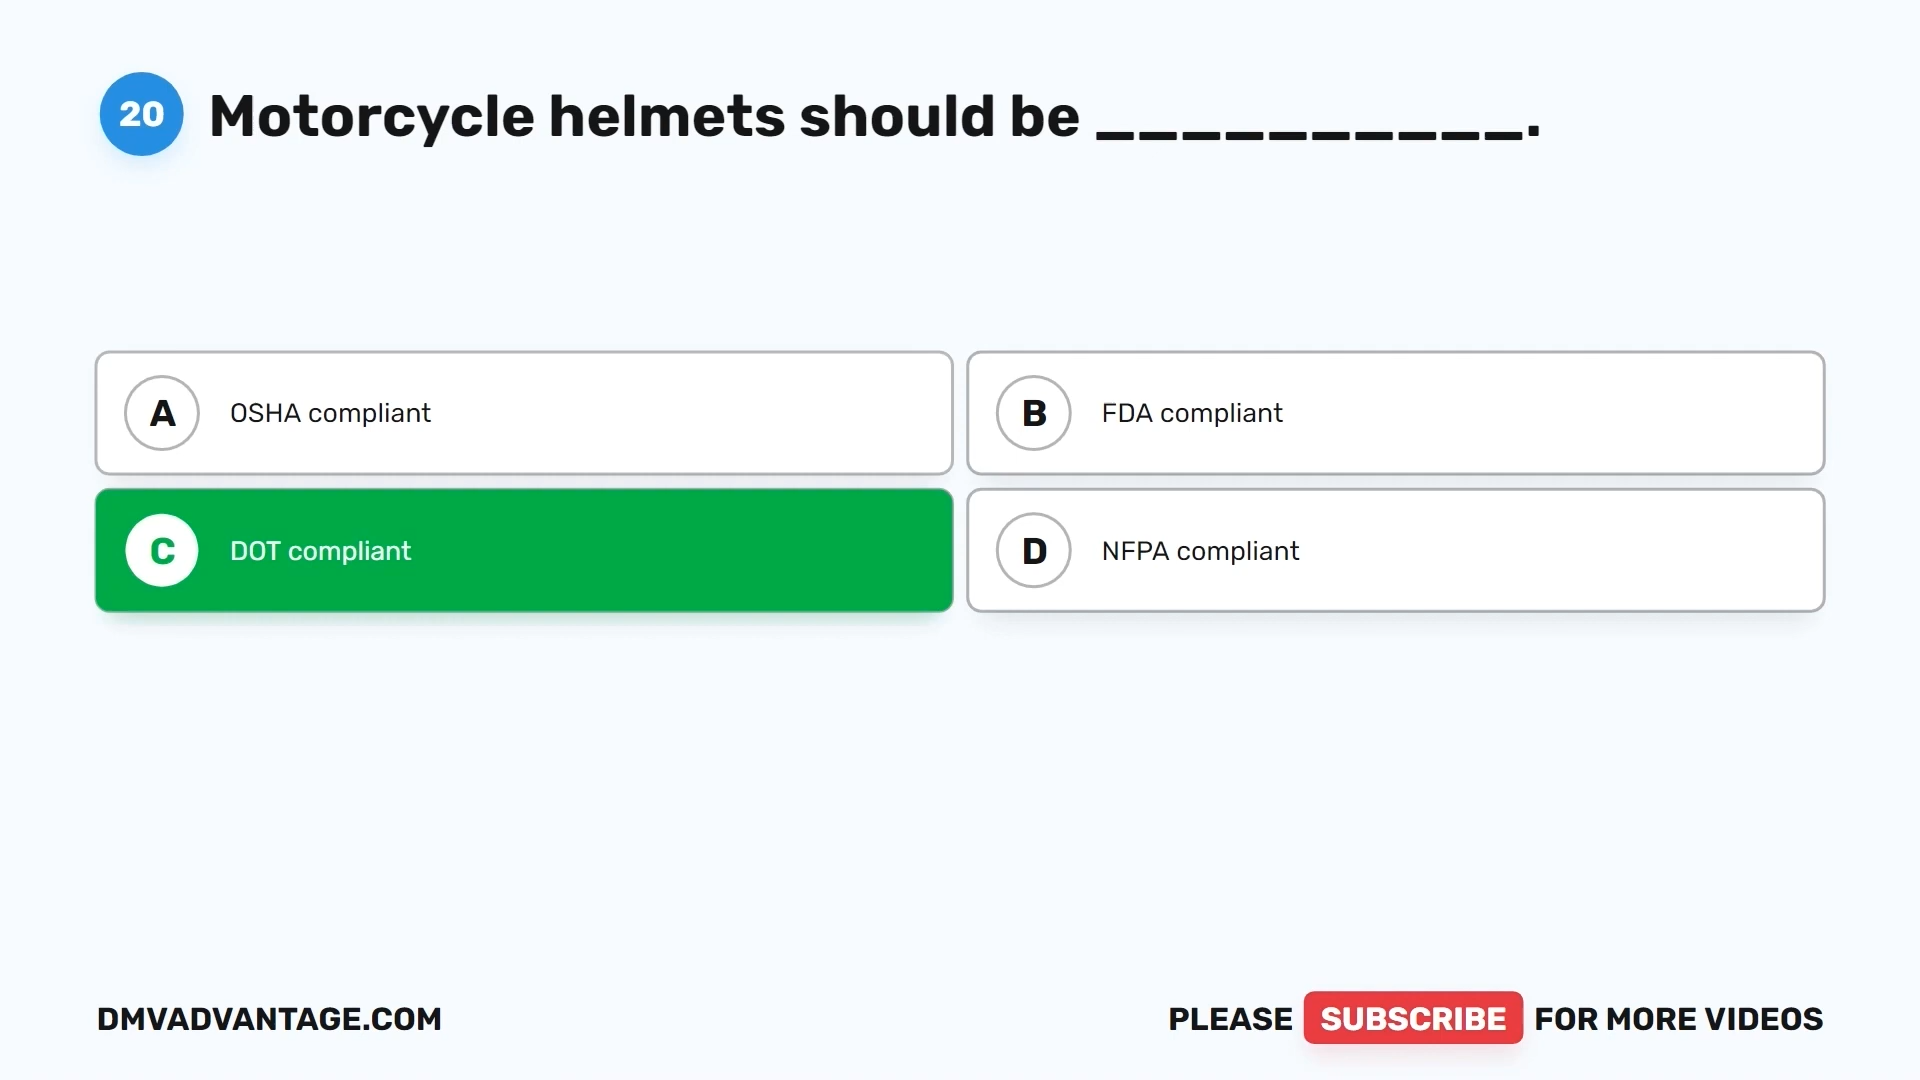 20 Motorcycle helmets should be __________.
A OSHA compliant
B FDA compliant
C DOT compliant
D NFPA compliant
DMVADVANTAGE.COM
PLEASE SUBSCRIBE FOR MORE VIDEOS